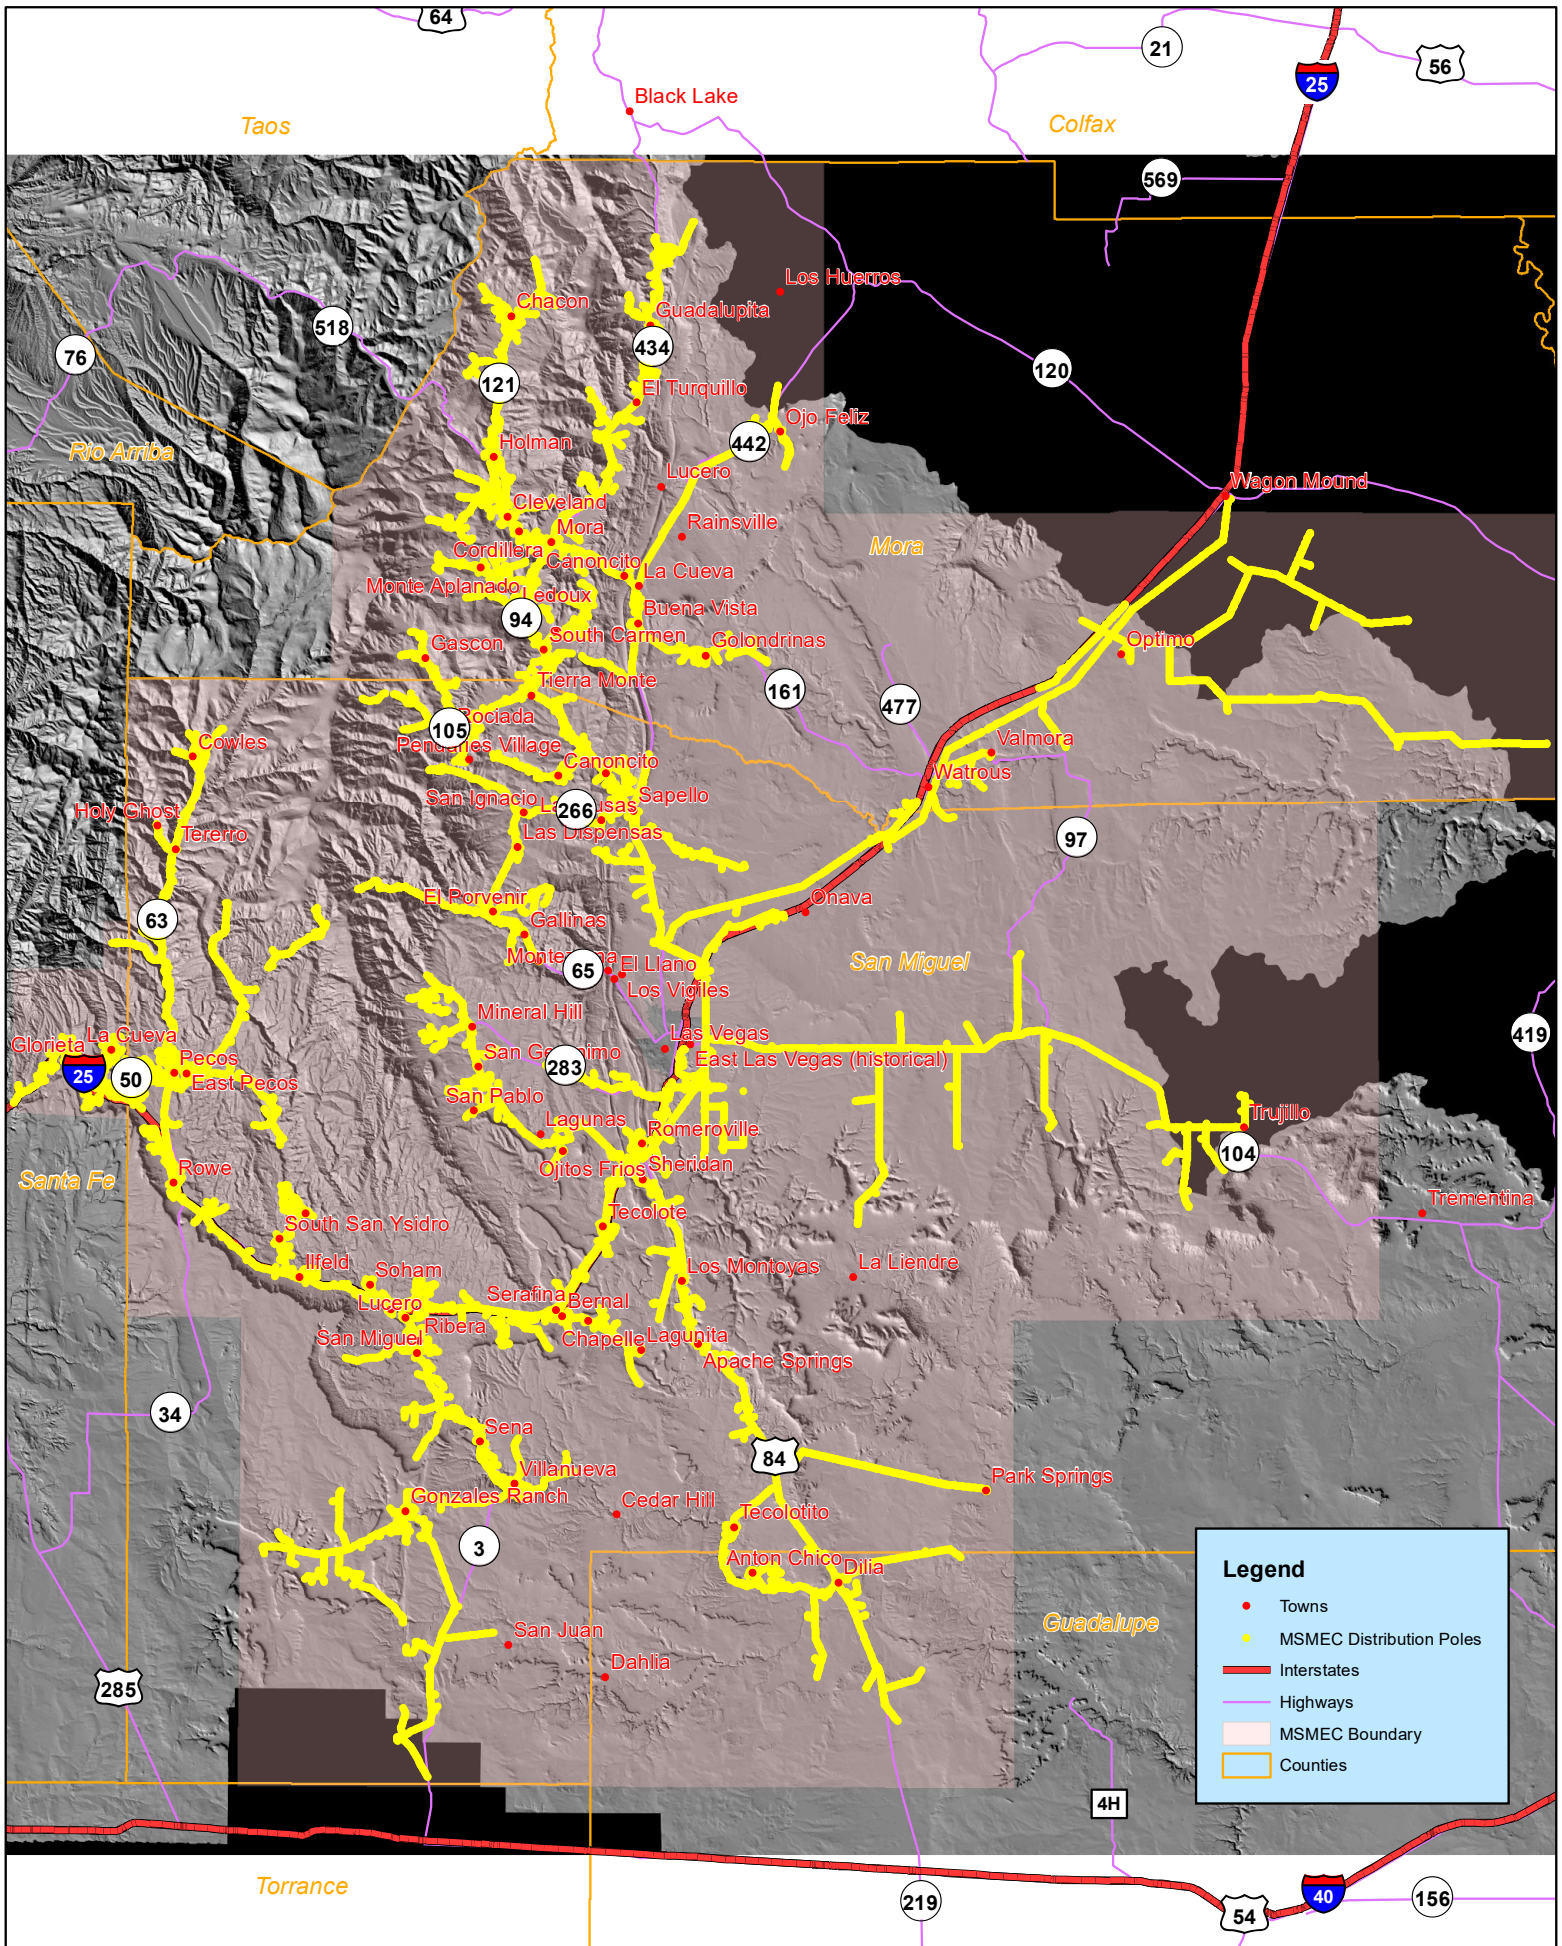 64
21
56
25
Black Lake
Taos
Colfax
569
Los Huerros
Chacon
Guadalupita
518
434
76
120
121
El Turquillo
Ojo Feliz
442
Holman
Rio Arriba
Lucero
Wagon Mound
Cleveland
Rainsville
Mora
Mora
Cordillera
Canoncito
La Cueva
Monte Aplanado
Ledoux
94
Buena Vista
South Carmen
Golondrinas
Optimo
Gascon
Tierra Monte
161
477
Rociada
105
Cowles
Pendaries Village
Valmora
Canoncito
Watrous
San Ignacio
Sapello
Holy Ghost
266
Tererro
Las Dispensas
97
El Porvenir
Onava
63
Gallinas
Montezuma
65
El Llano
San Miguel
Los Vigiles
Mineral Hill
Las Vegas
419
La Cueva
Glorieta
San Geronimo
East Las Vegas (historical)
Pecos
283
25
50
East Pecos
San Pablo
Lagunas
Trujillo
Romeroville
104
Ojitos Frios
Sheridan
Rowe
Santa Fe
Trementina
Tecolote
South San Ysidro
Ilfeld
Soham
Los Montoyas
La Liendre
Serafina
Bernal
Lucero
Ribera
San Miguel
Chapelle
Lagunita
Apache Springs
34
Sena
84
Villanueva
Park Springs
Gonzales Ranch
Cedar Hill
Tecolotito
3
Anton Chico
Dilia
Guadalupe
San Juan
Dahlia
285
4H
Legend
Towns
MSMEC Distribution Poles
Interstates
Highways
MSMEC Boundary
Counties
Torrance
219
54
40
156